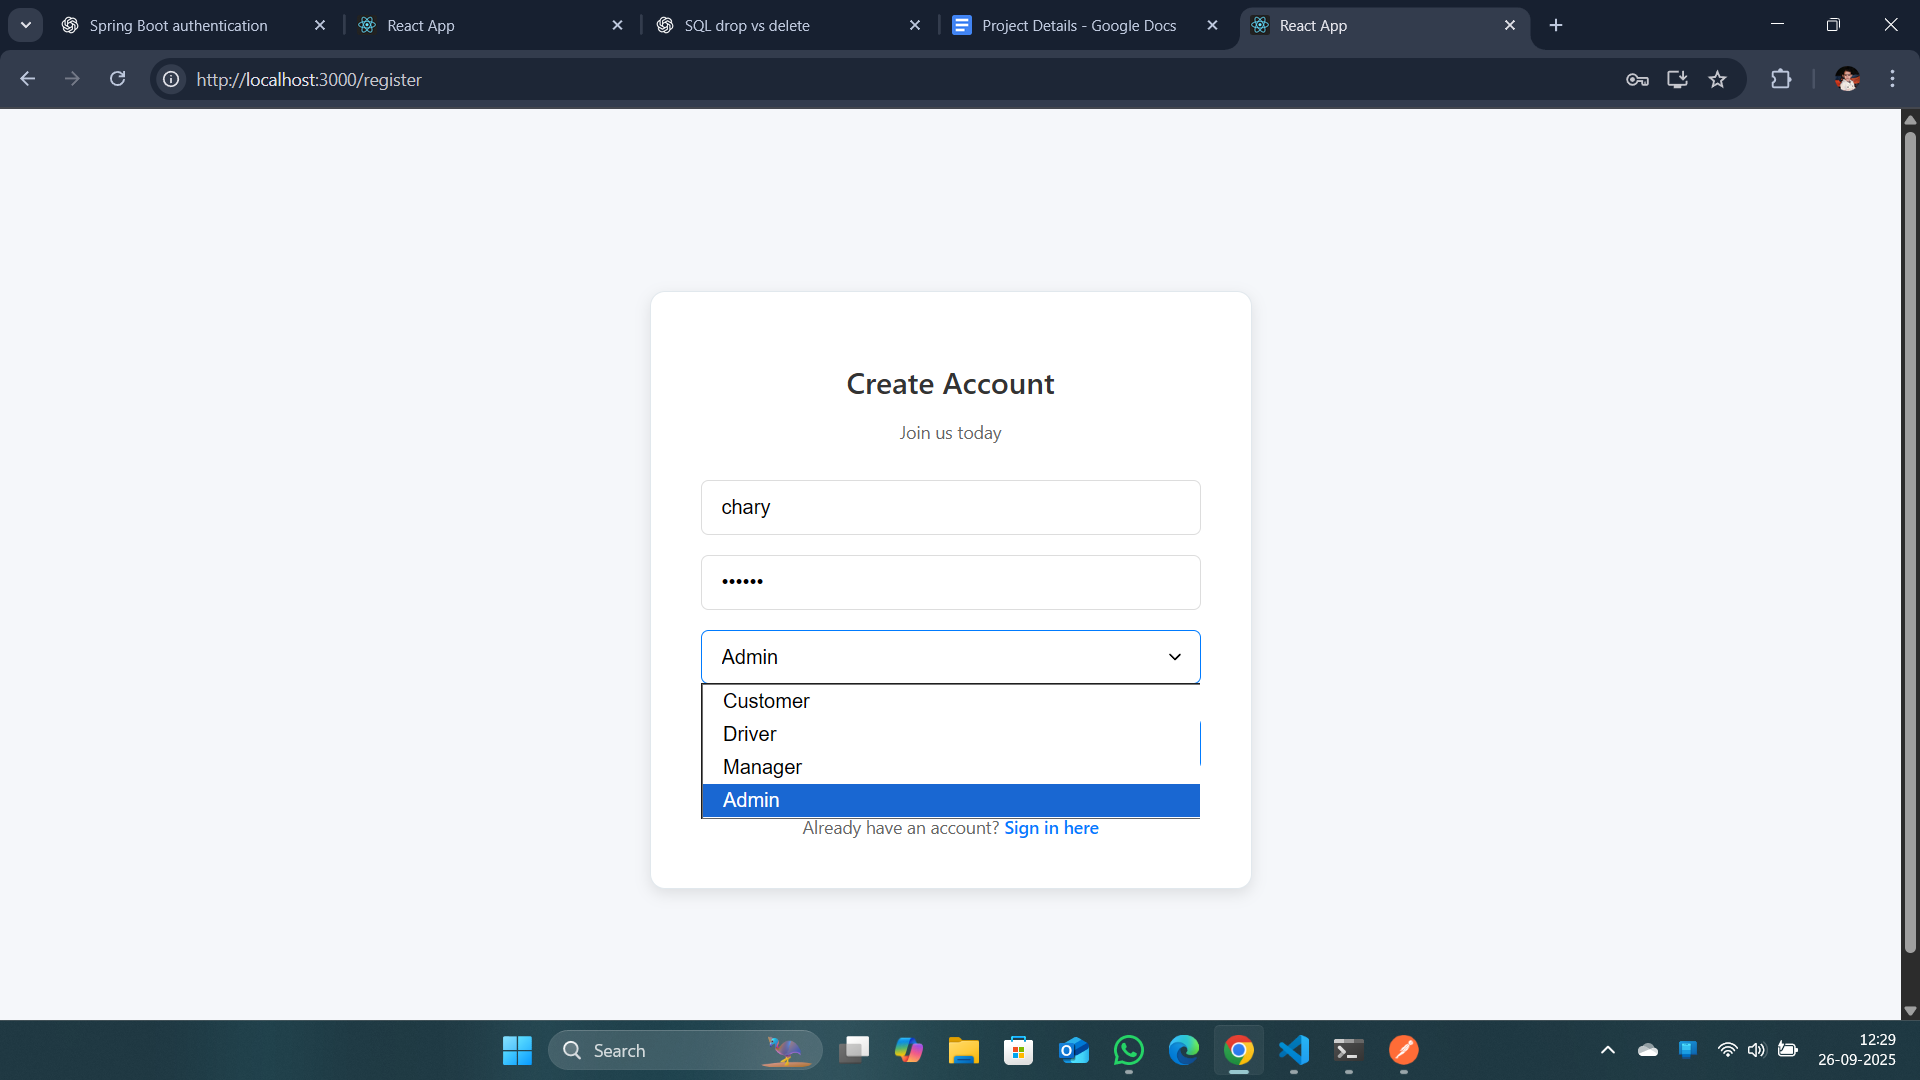 Spring Boot authentication
React App
SQL drop vs delete
Project Details - Google Docs
React App
http://localhost:3000/register
Create Account
Join us today
chary
••••••
Admin
Customer
Driver
Manager
Admin
Already have an account? Sign in here
Search
12:29
26-09-2025